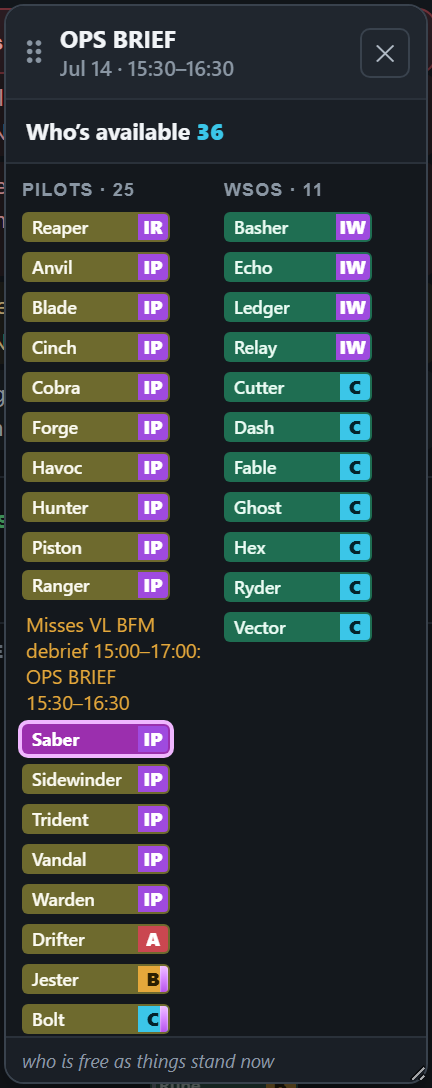 OPS BRIEF
Jul 14 · 15:30–16:30
Who's available 36
PILOTS · 25
Reaper IR
Anvil IP
Blade IP
Cinch IP
Cobra IP
Forge IP
Havoc IP
Hunter IP
Piston IP
Ranger IP
Misses VL BFM
debrief 15:00–17:00:
OPS BRIEF
15:30–16:30
Saber IP
Sidewinder IP
Trident IP
Vandal IP
Warden IP
Drifter A
Jester B
Bolt C
WSOS · 11
Basher IW
Echo IW
Ledger IW
Relay IW
Cutter C
Dash C
Fable C
Ghost C
Hex C
Ryder C
Vector C
who is free as things stand now